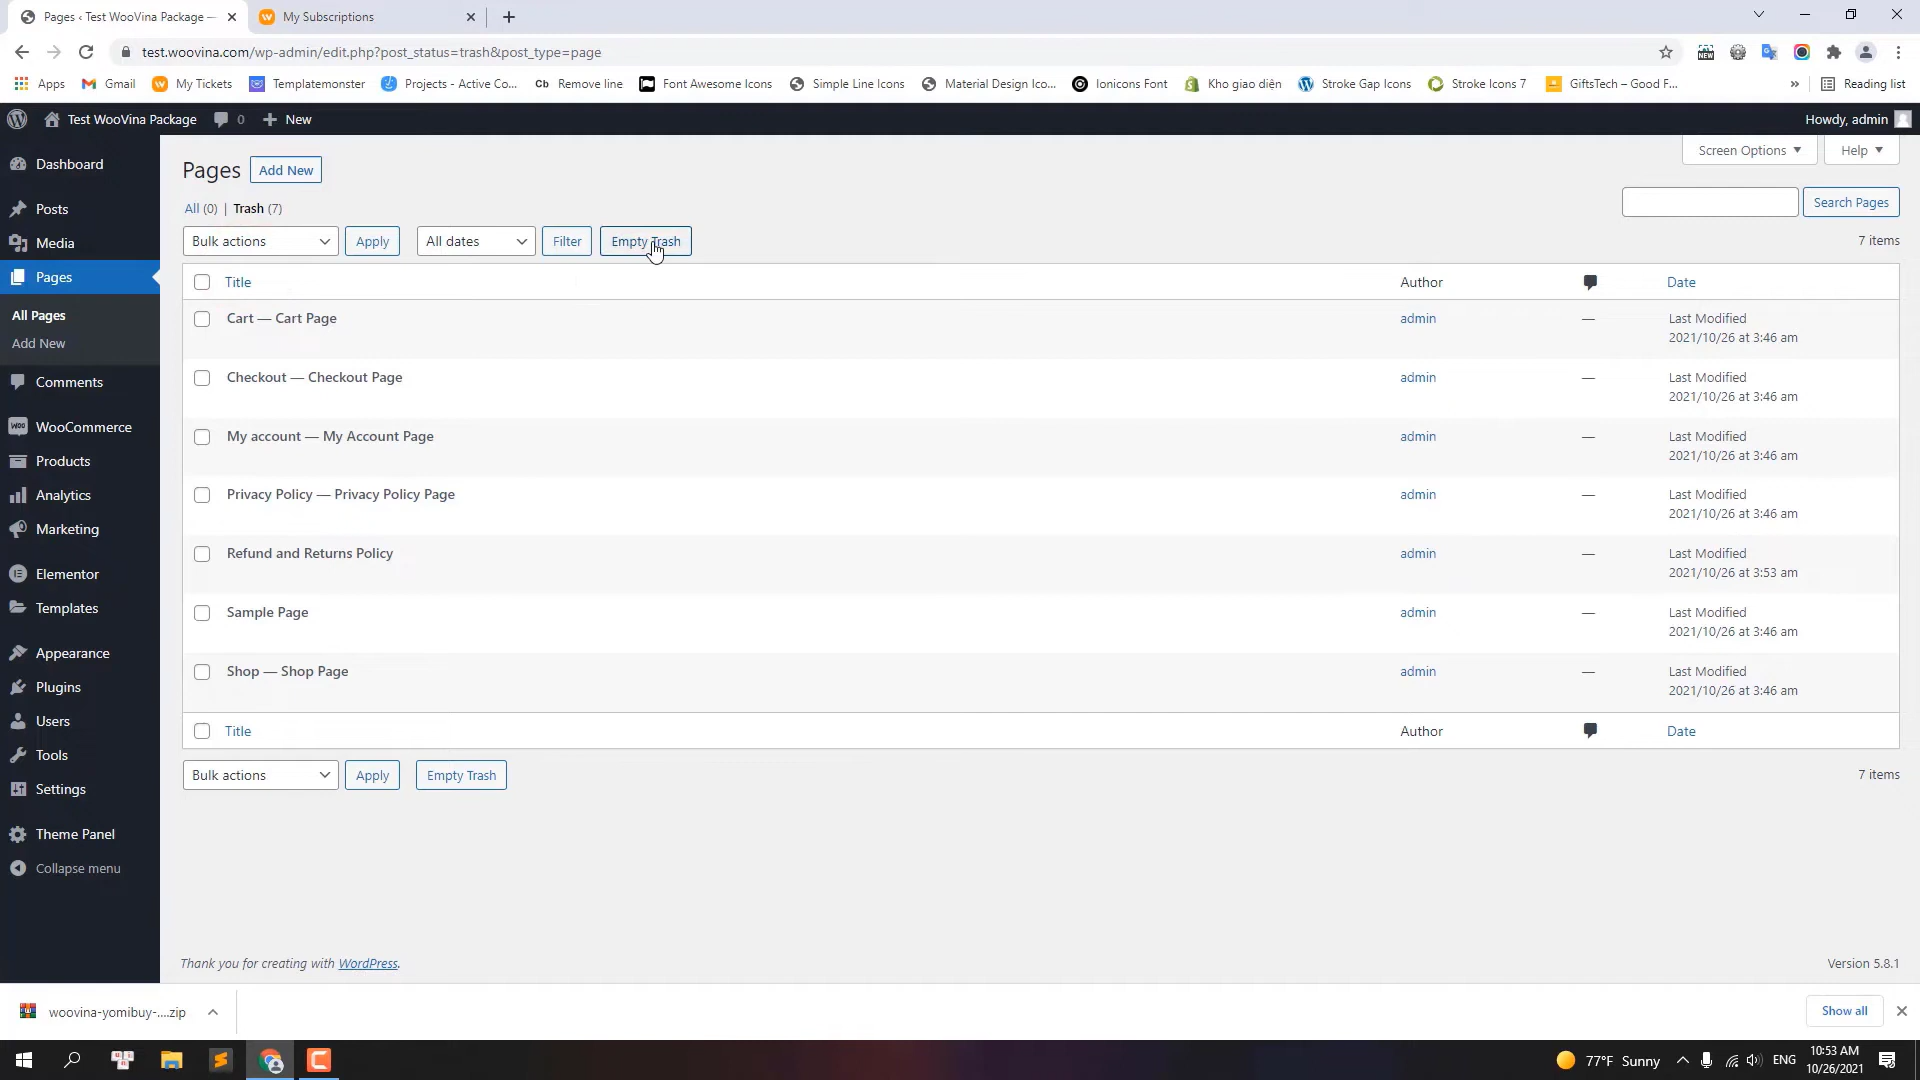 Pages ‹ Test WooVina Package —
My Subscriptions
test.woovina.com/wp-admin/edit.php?post_status=trash&post_type=page
Apps
Gmail
My Tickets
Templatemonster
Projects - Active Co...
Cb Remove line
Font Awesome Icons
Simple Line Icons
Material Design Ico...
Ionicons Font
Kho giao diện
Stroke Gap Icons
Stroke Icons 7
GiftsTech – Good F...
»
Reading list
Test WooVina Package
0
New
Howdy, admin
Dashboard
Posts
Media
Pages
All Pages
Add New
Comments
WooCommerce
Products
Analytics
Marketing
Elementor
Templates
Appearance
Plugins
Users
Tools
Settings
Theme Panel
Collapse menu
Screen Options
Help
Pages
Add New
All (0) | Trash (7)
Search Pages
Bulk actions
Apply
All dates
Filter
Empty Trash
7 items
Title
Author
Date
Cart — Cart Page
admin
—
Last Modified
2021/10/26 at 3:46 am
Checkout — Checkout Page
admin
—
Last Modified
2021/10/26 at 3:46 am
My account — My Account Page
admin
—
Last Modified
2021/10/26 at 3:46 am
Privacy Policy — Privacy Policy Page
admin
—
Last Modified
2021/10/26 at 3:46 am
Refund and Returns Policy
admin
—
Last Modified
2021/10/26 at 3:53 am
Sample Page
admin
—
Last Modified
2021/10/26 at 3:46 am
Shop — Shop Page
admin
—
Last Modified
2021/10/26 at 3:46 am
Title
Author
Date
Bulk actions
Apply
Empty Trash
7 items
Thank you for creating with WordPress.
Version 5.8.1
woovina-yomibuy-....zip
Show all
77°F Sunny
ENG
10:53 AM
10/26/2021